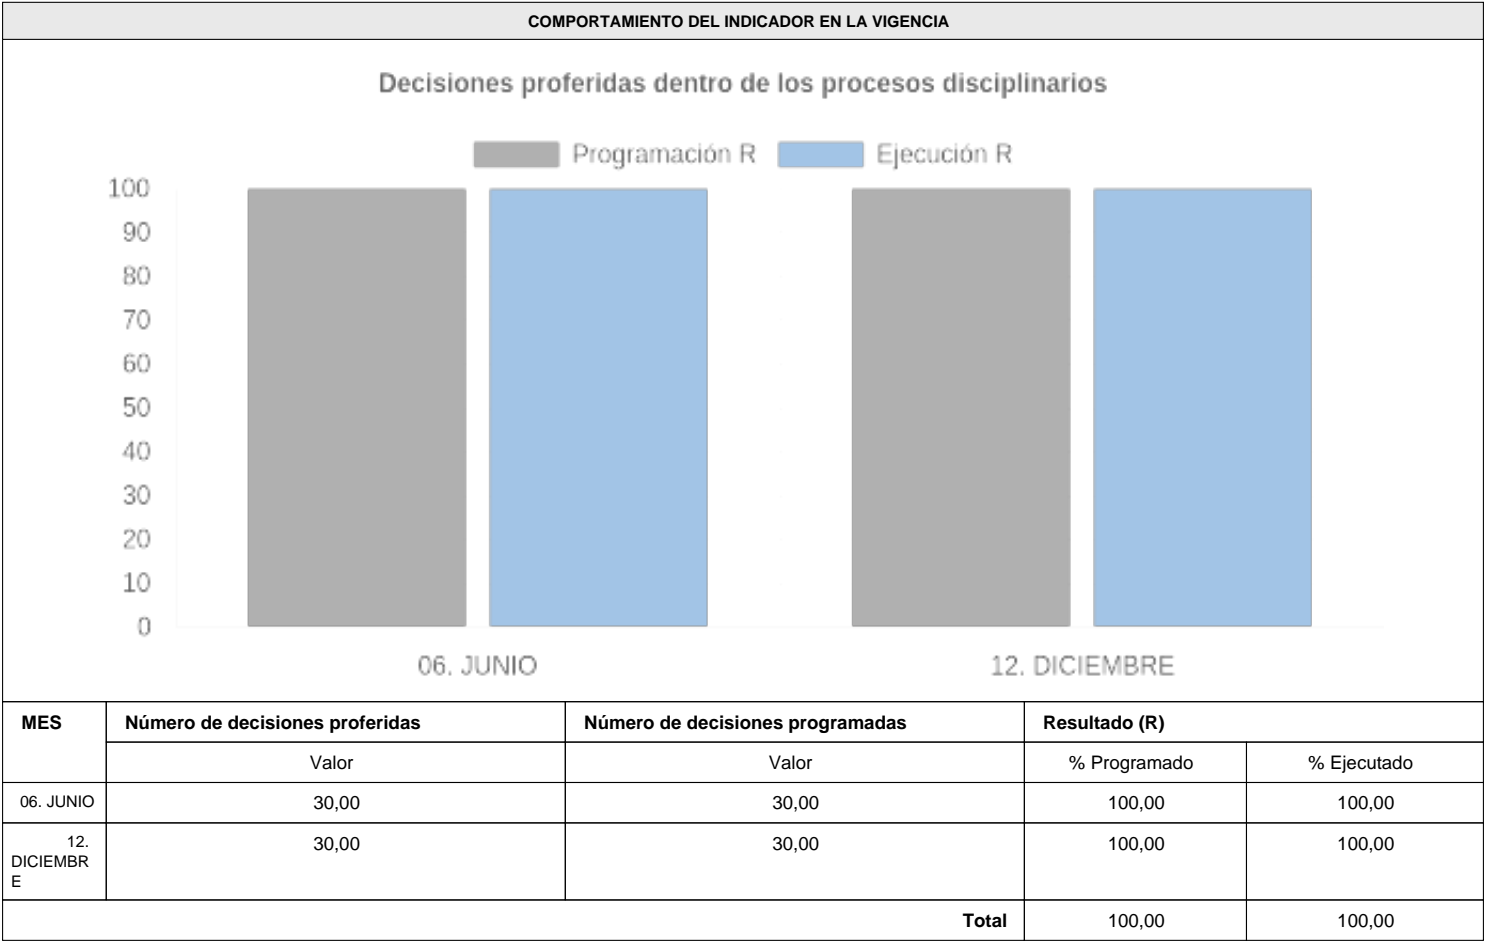 COMPORTAMIENTO DEL INDICADOR EN LA VIGENCIA
Decisiones proferidas dentro de los procesos disciplinarios
Programación R Ejecución R
100
90
80
70
60
50
40
30
20
10
0
06. JUNIO 12. DICIEMBRE
MES Número de decisiones proferidas Número de decisiones programadas Resultado (R)
Valor Valor % Programado % Ejecutado
06. JUNIO 30,00 30,00 100,00 100,00
12. 30,00 30,00 100,00 100,00
DICIEMBR
E
Total 100,00 100,00